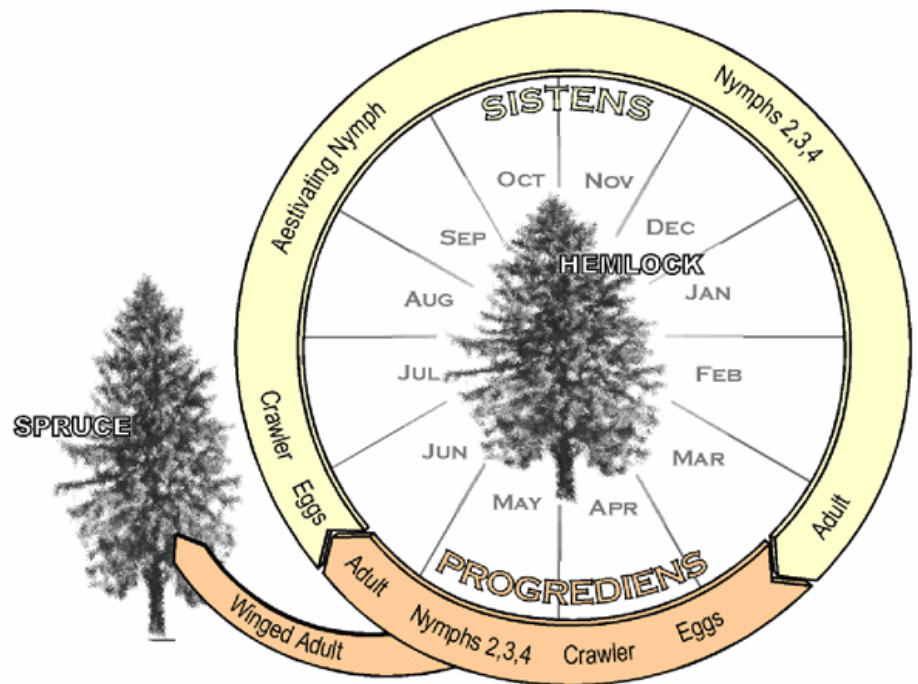 SISTENS
Nymphs 2,3,4
Aestivating Nymph
OCT
NOV
SEP
DEC
HEMLOCK
AUG
JAN
JUL
FEB
SPRUCE
Crawler
JUN
MAR
Eggs
MAY
APR
Adult
PROGREDIENS
Adult
Nymphs 2,3,4
Crawler
Eggs
Winged Adult